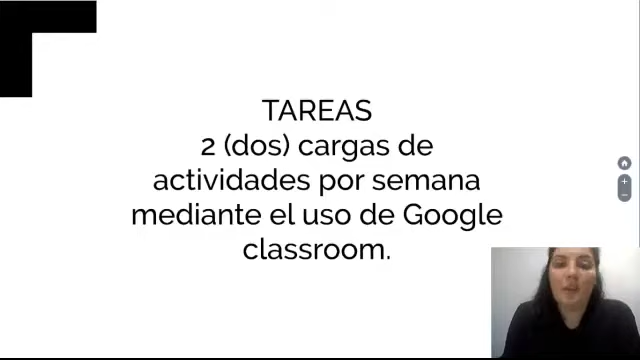 TAREAS
2 (dos) cargas de
actividades por semana
mediante el uso de Google
classroom.